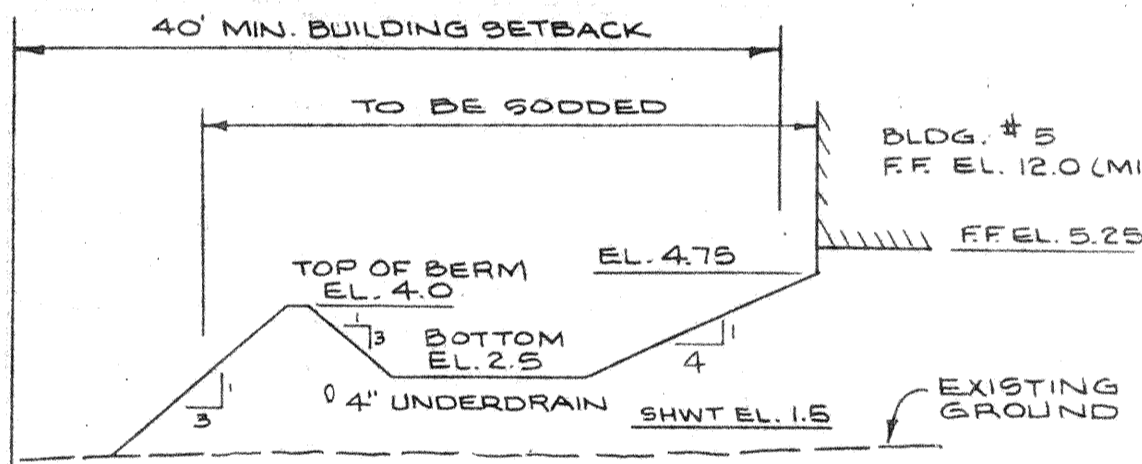 40' MIN. BUILDING SETBACK
TO BE SODDED
BLDG. # 5
F.F. EL. 12.0 (MI
F.F. EL. 5.25
EL. 4.75
TOP OF BERM
EL. 4.0
1
3
BOTTOM
EL. 2.5
1
4
1
3
4" UNDERDRAIN
SHWT EL. 1.5
EXISTING
GROUND